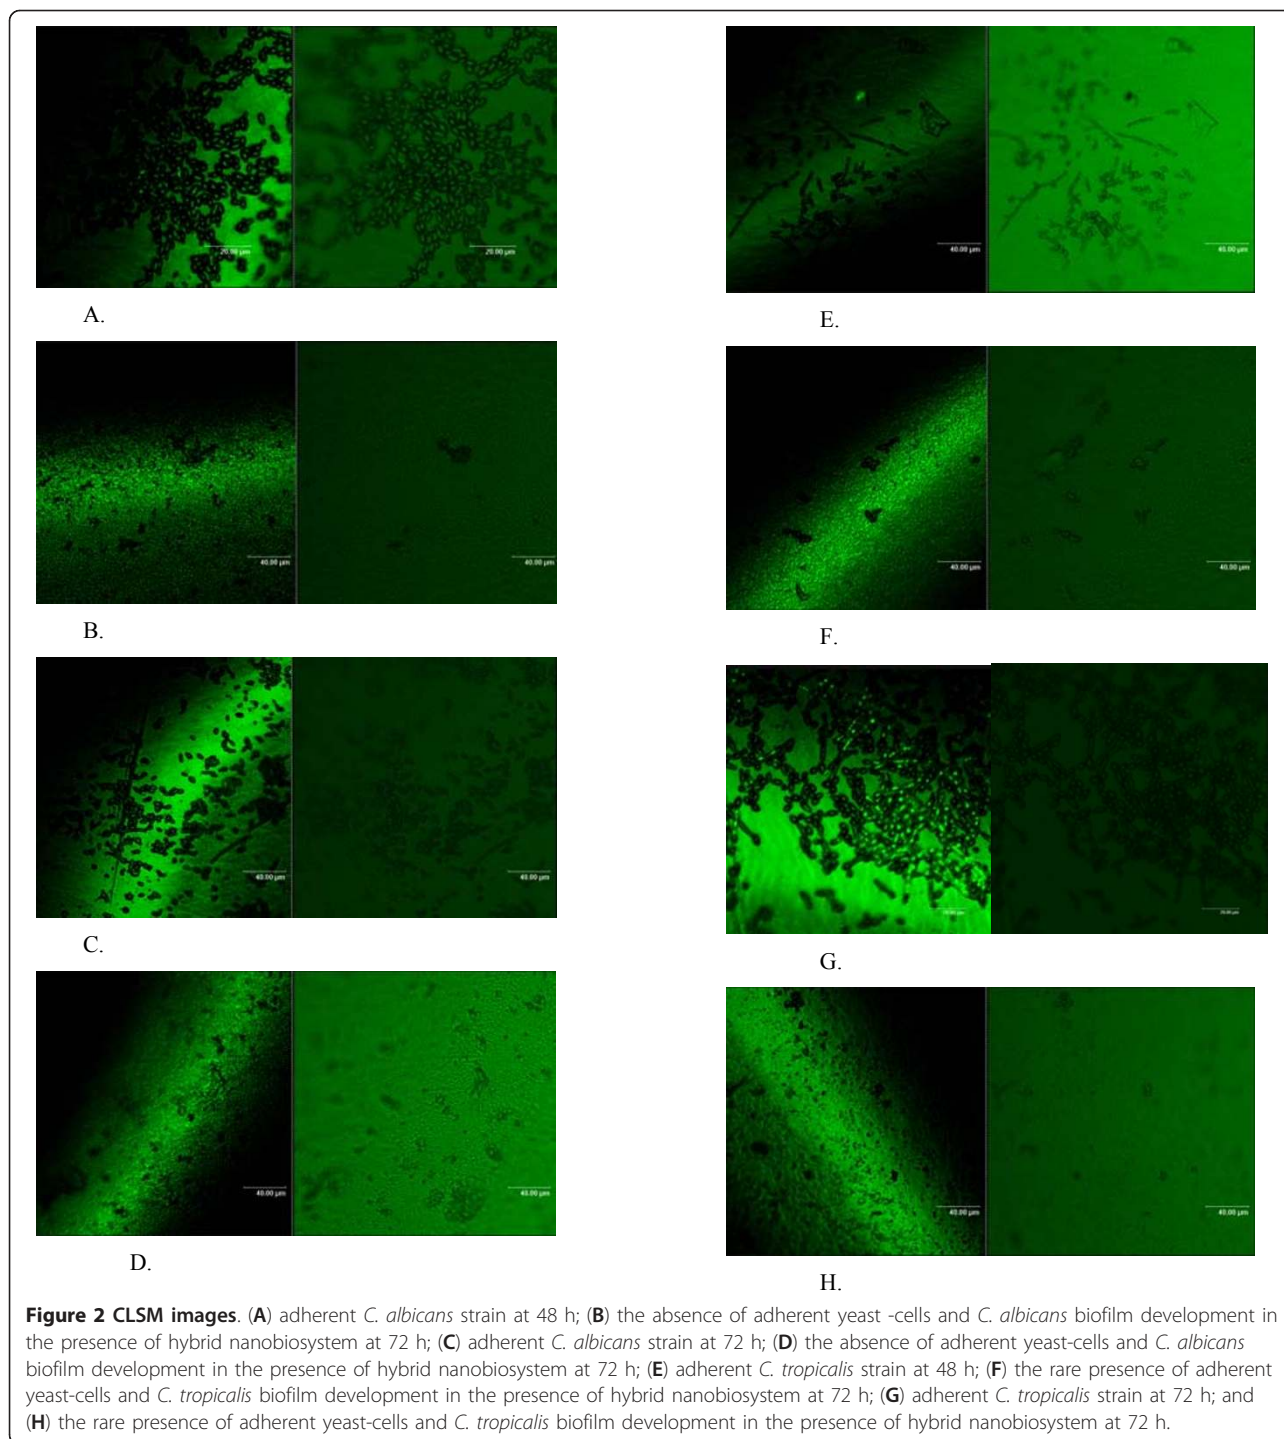 20.00 µm
20.00 µm
A.
40.00 µm
40.00 µm
E.
40.00 µm
40.00 µm
B.
40.00 µm
40.00 µm
F.
40.00 µm
40.00 µm
C.
G.
40.00 µm
40.00 µm
D.
40.00 µm
40.00 µm
H.
Figure 2 CLSM images. (A) adherent C. albicans strain at 48 h; (B) the absence of adherent yeast -cells and C. albicans biofilm development in
the presence of hybrid nanobiosystem at 72 h; (C) adherent C. albicans strain at 72 h; (D) the absence of adherent yeast-cells and C. albicans
biofilm development in the presence of hybrid nanobiosystem at 72 h; (E) adherent C. tropicalis strain at 48 h; (F) the rare presence of adherent
yeast-cells and C. tropicalis biofilm development in the presence of hybrid nanobiosystem at 72 h; (G) adherent C. tropicalis strain at 72 h; and
(H) the rare presence of adherent yeast-cells and C. tropicalis biofilm development in the presence of hybrid nanobiosystem at 72 h.